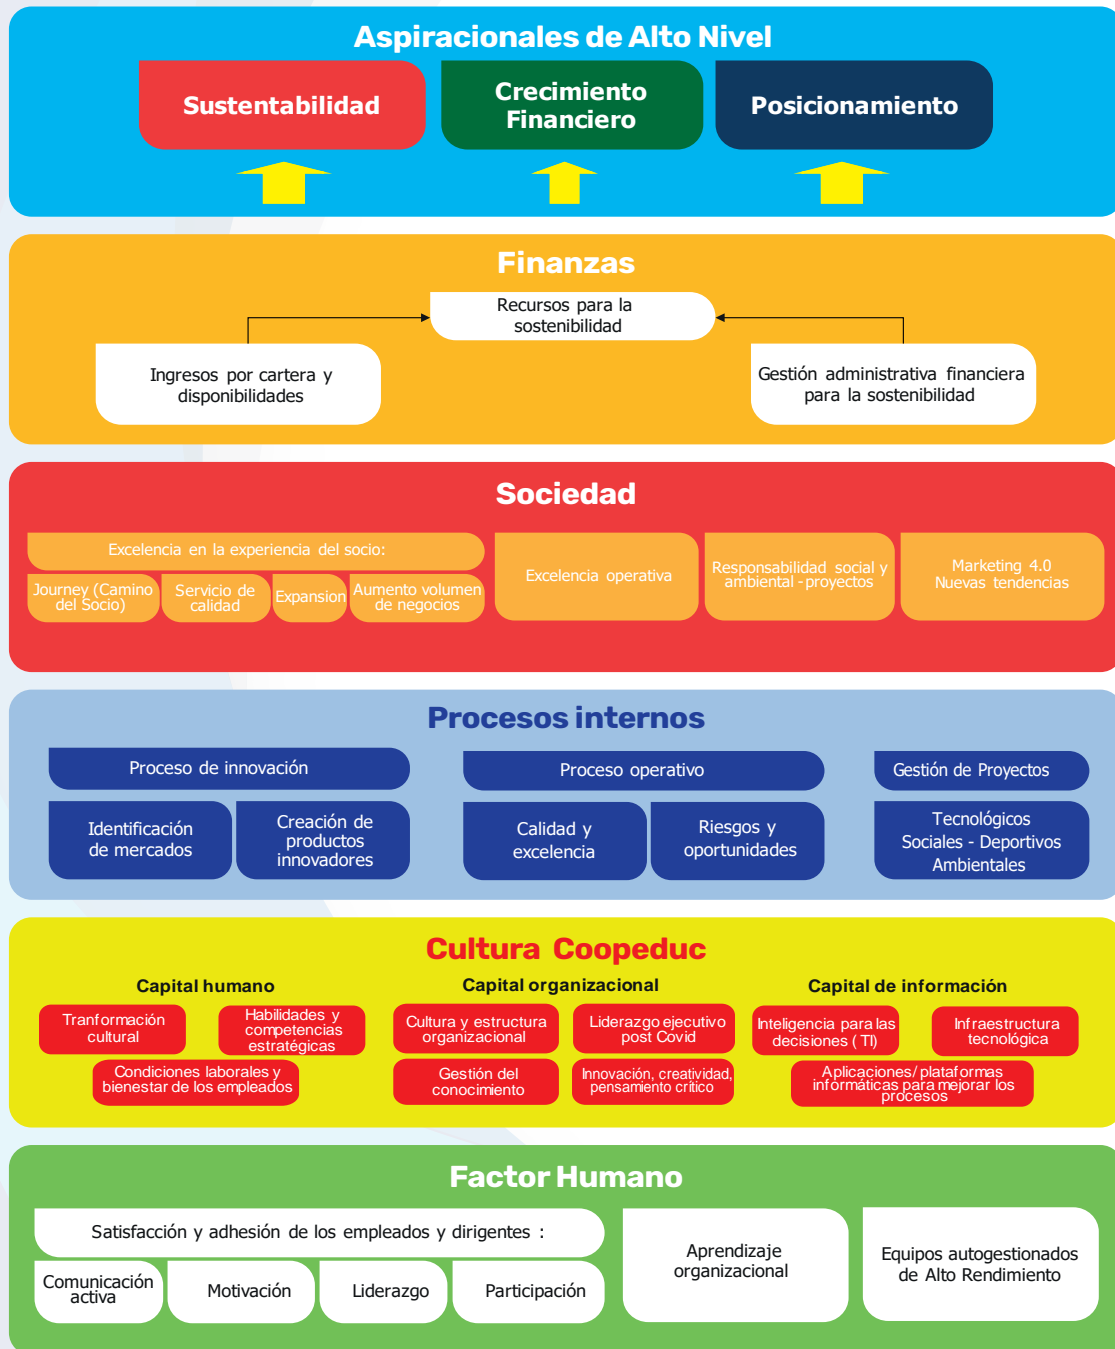 Aspiracionales de Alto Nivel
Sustentabilidad
Crecimiento
Financiero
Posicionamiento
Finanzas
Recursos para la
sostenibilidad
Ingresos por cartera y
disponibilidades
Gestión administrativa financiera
para la sostenibilidad
Sociedad
Excelencia en la experiencia del socio:
Journey (Camino
del Socio)
Servicio de
calidad
Expansion
Aumento volumen
de negocios
Excelencia operativa
Responsabilidad social y
ambiental -proyectos
Marketing 4.0
Nuevas tendencias
Procesos internos
Proceso de innovación
Identificación
de mercados
Creación de
productos
innovadores
Proceso operativo
Calidad y
excelencia
Riesgos y
oportunidades
Gestión de Proyectos
Tecnológicos
Sociales - Deportivos
Ambientales
Cultura Coopeduc
Capital humano
Tranformación
cultural
Habilidades y
competencias
estratégicas
Condiciones laborales y
bienestar de los empleados
Capital organizacional
Cultura y estructura
organizacional
Liderazgo ejecutivo
post Covid
Gestión del
conocimiento
Innovación, creatividad,
pensamiento crítico
Capital de información
Inteligencia para las
decisiones ( TI)
Infraestructura
tecnológica
Aplicaciones/plataformas
informáticas para mejorar los
procesos
Factor Humano
Satisfacción y adhesión de los empleados y dirigentes :
Comunicación
activa
Motivación
Liderazgo
Participación
Aprendizaje
organizacional
Equipos autogestionados
de Alto Rendimiento